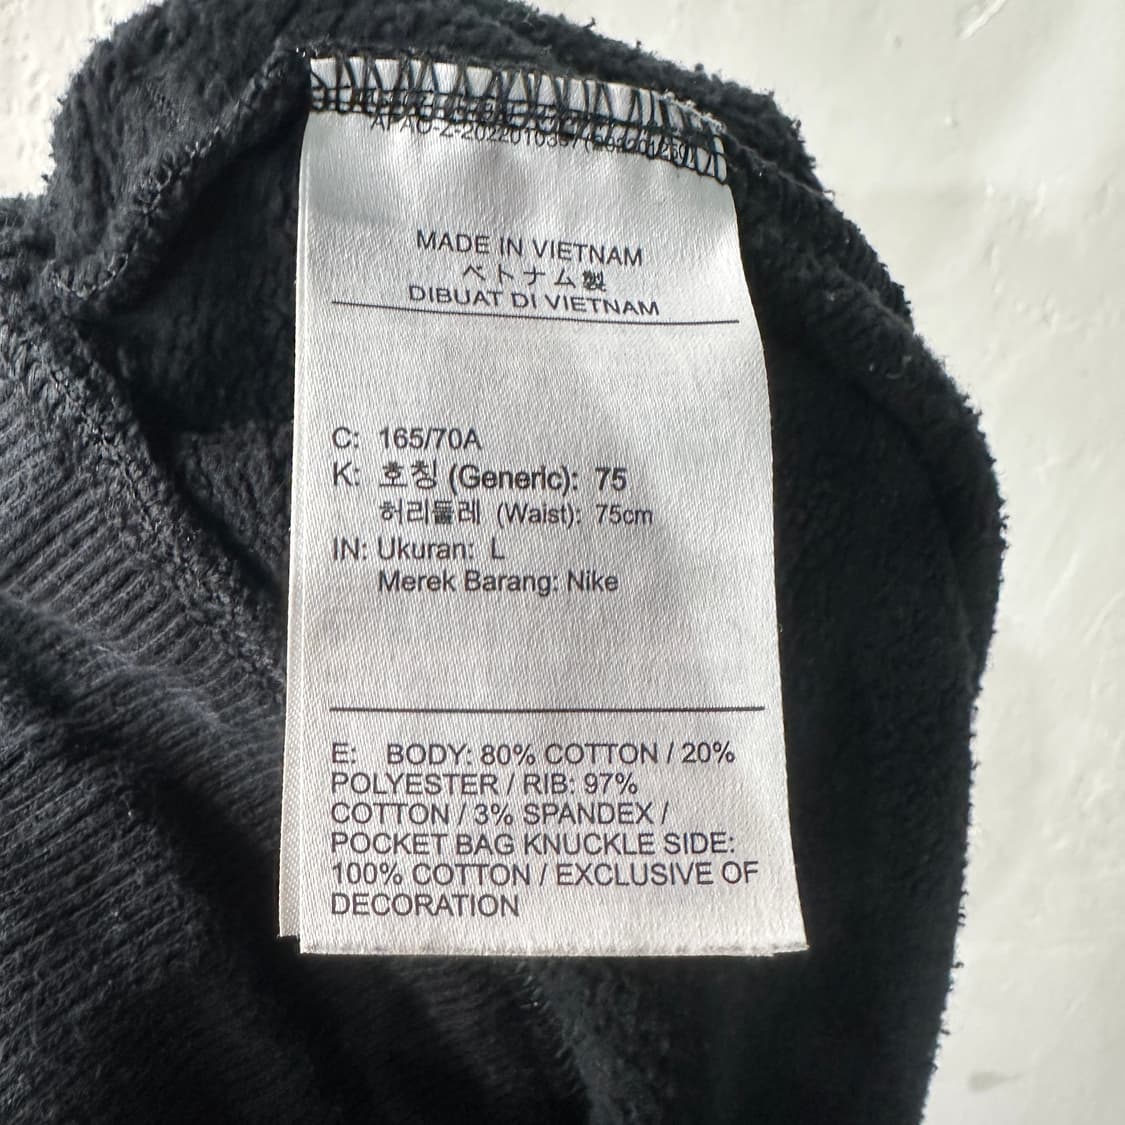 MADE IN VIETNAM
ベトナム製
DIBUAT DI VIETNAM
C: 165/70A
K: 호칭 (Generic): 75
허리둘레 (Waist): 75cm
IN: Ukuran: L
Merek Barang: Nike
E: BODY: 80% COTTON / 20%
POLYESTER / RIB: 97%
COTTON / 3% SPANDEX /
POCKET BAG KNUCKLE SIDE:
100% COTTON / EXCLUSIVE OF
DECORATION